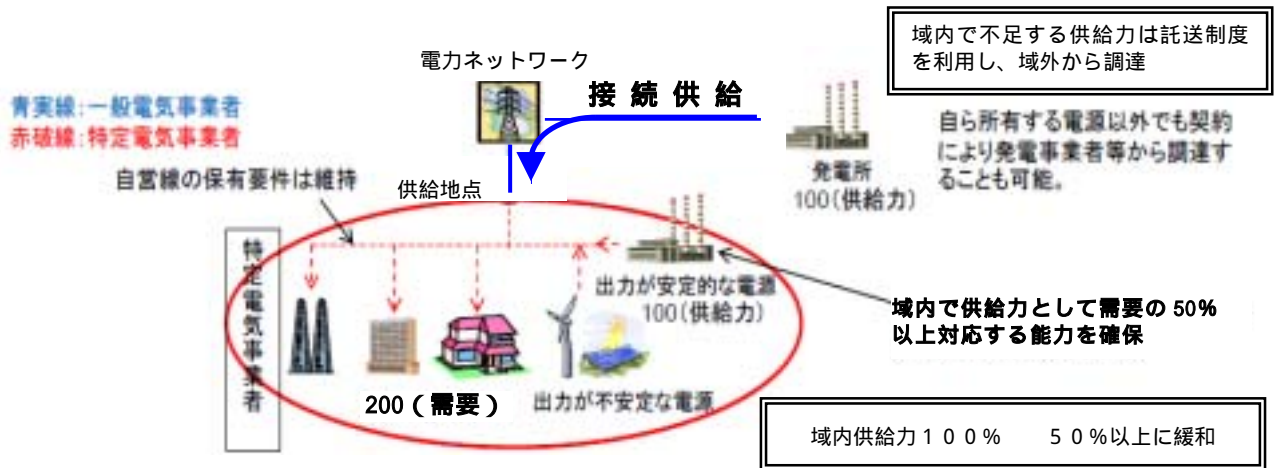 域内で不足する供給力は託送制度
を利用し、域外から調達
電力ネットワーク
接続供給
青実線:一般電気事業者
赤破線:特定電気事業者
自ら所有する電源以外でも契約
により発電事業者等から調達す
ることも可能。
発電所
100(供給力)
自営線の保有要件は維持
供給地点
特定電気事業者
出力が安定的な電源
100(供給力)
域内で供給力として需要の50%
以上対応する能力を確保
200(需要)
出力が不安定な電源
域内供給力100% 50%以上に緩和